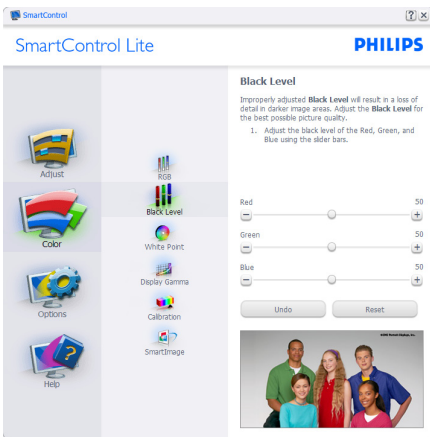 SmartControl
SmartControl Lite
PHILIPS
Adjust
Color
Options
Help
RGB
Black Level
White Point
Display Gamma
Calibration
SmartImage
Black Level
Improperly adjusted Black Level will result in a loss of
detail in darker image areas. Adjust the Black Level for
the best possible picture quality.
1. Adjust the black level of the Red, Green, and
Blue using the slider bars.
Red 50
Green 50
Blue 50
Undo Reset